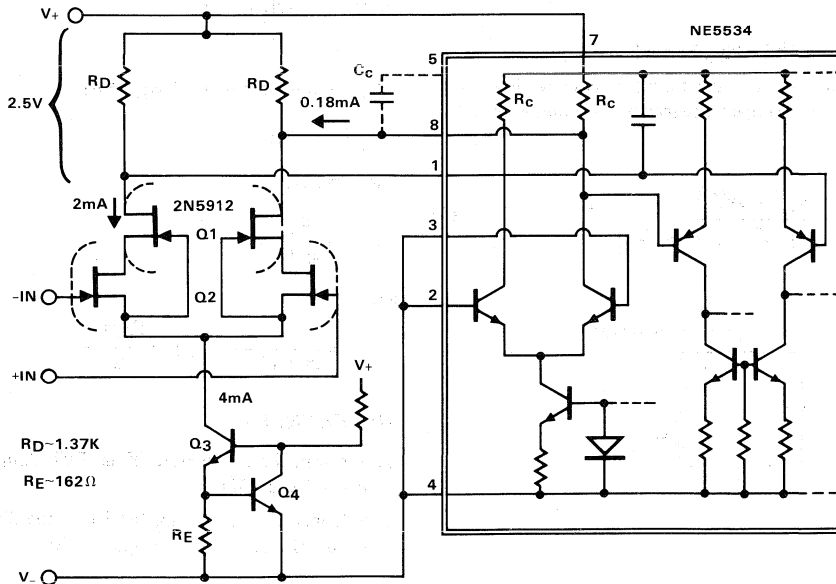 V+
NE5534
7
5
Cc
RD
RD
2.5V
0.18mA
Rc
Rc
8
1
2mA
2N5912
Q1
3
Q2
2
−IN
+IN
V+
4mA
RD~1.37K
Q3
RE~162Ω
Q4
4
RE
V−